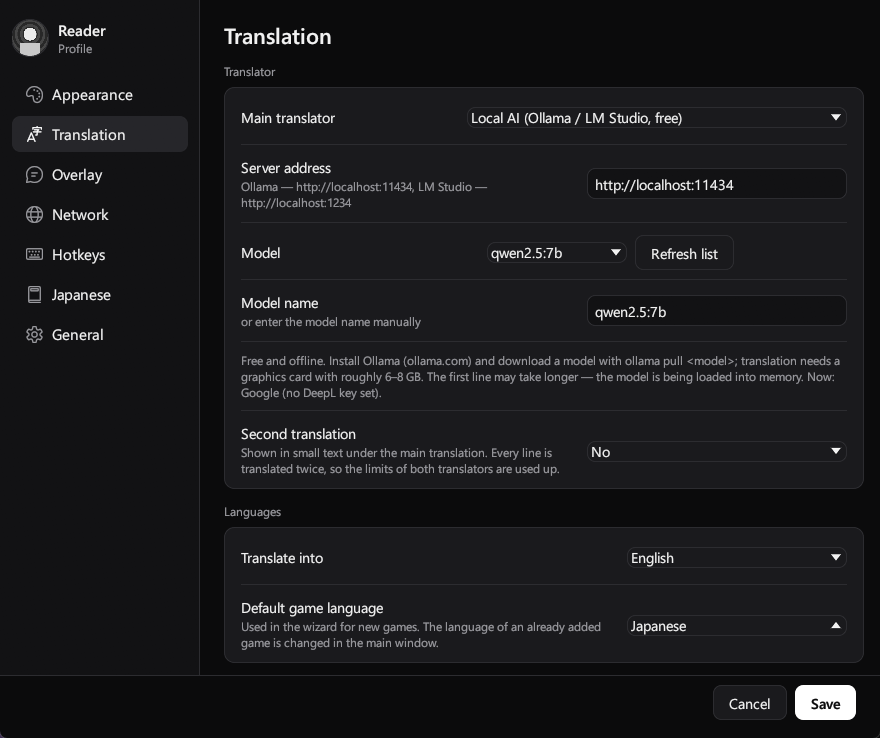 Reader
Profile
Appearance
Translation
Overlay
Network
Hotkeys
Japanese
General
Translation
Translator
Main translator
Local AI (Ollama / LM Studio, free)
Server address
Ollama — http://localhost:11434, LM Studio —
http://localhost:1234
http://localhost:11434
Model
qwen2.5:7b
Refresh list
Model name
or enter the model name manually
qwen2.5:7b
Free and offline. Install Ollama (ollama.com) and download a model with ollama pull <model>; translation needs a
graphics card with roughly 6–8 GB. The first line may take longer — the model is being loaded into memory. Now:
Google (no DeepL key set).
Second translation
Shown in small text under the main translation. Every line is
translated twice, so the limits of both translators are used up.
No
Languages
Translate into
English
Default game language
Used in the wizard for new games. The language of an already added
game is changed in the main window.
Japanese
Cancel
Save